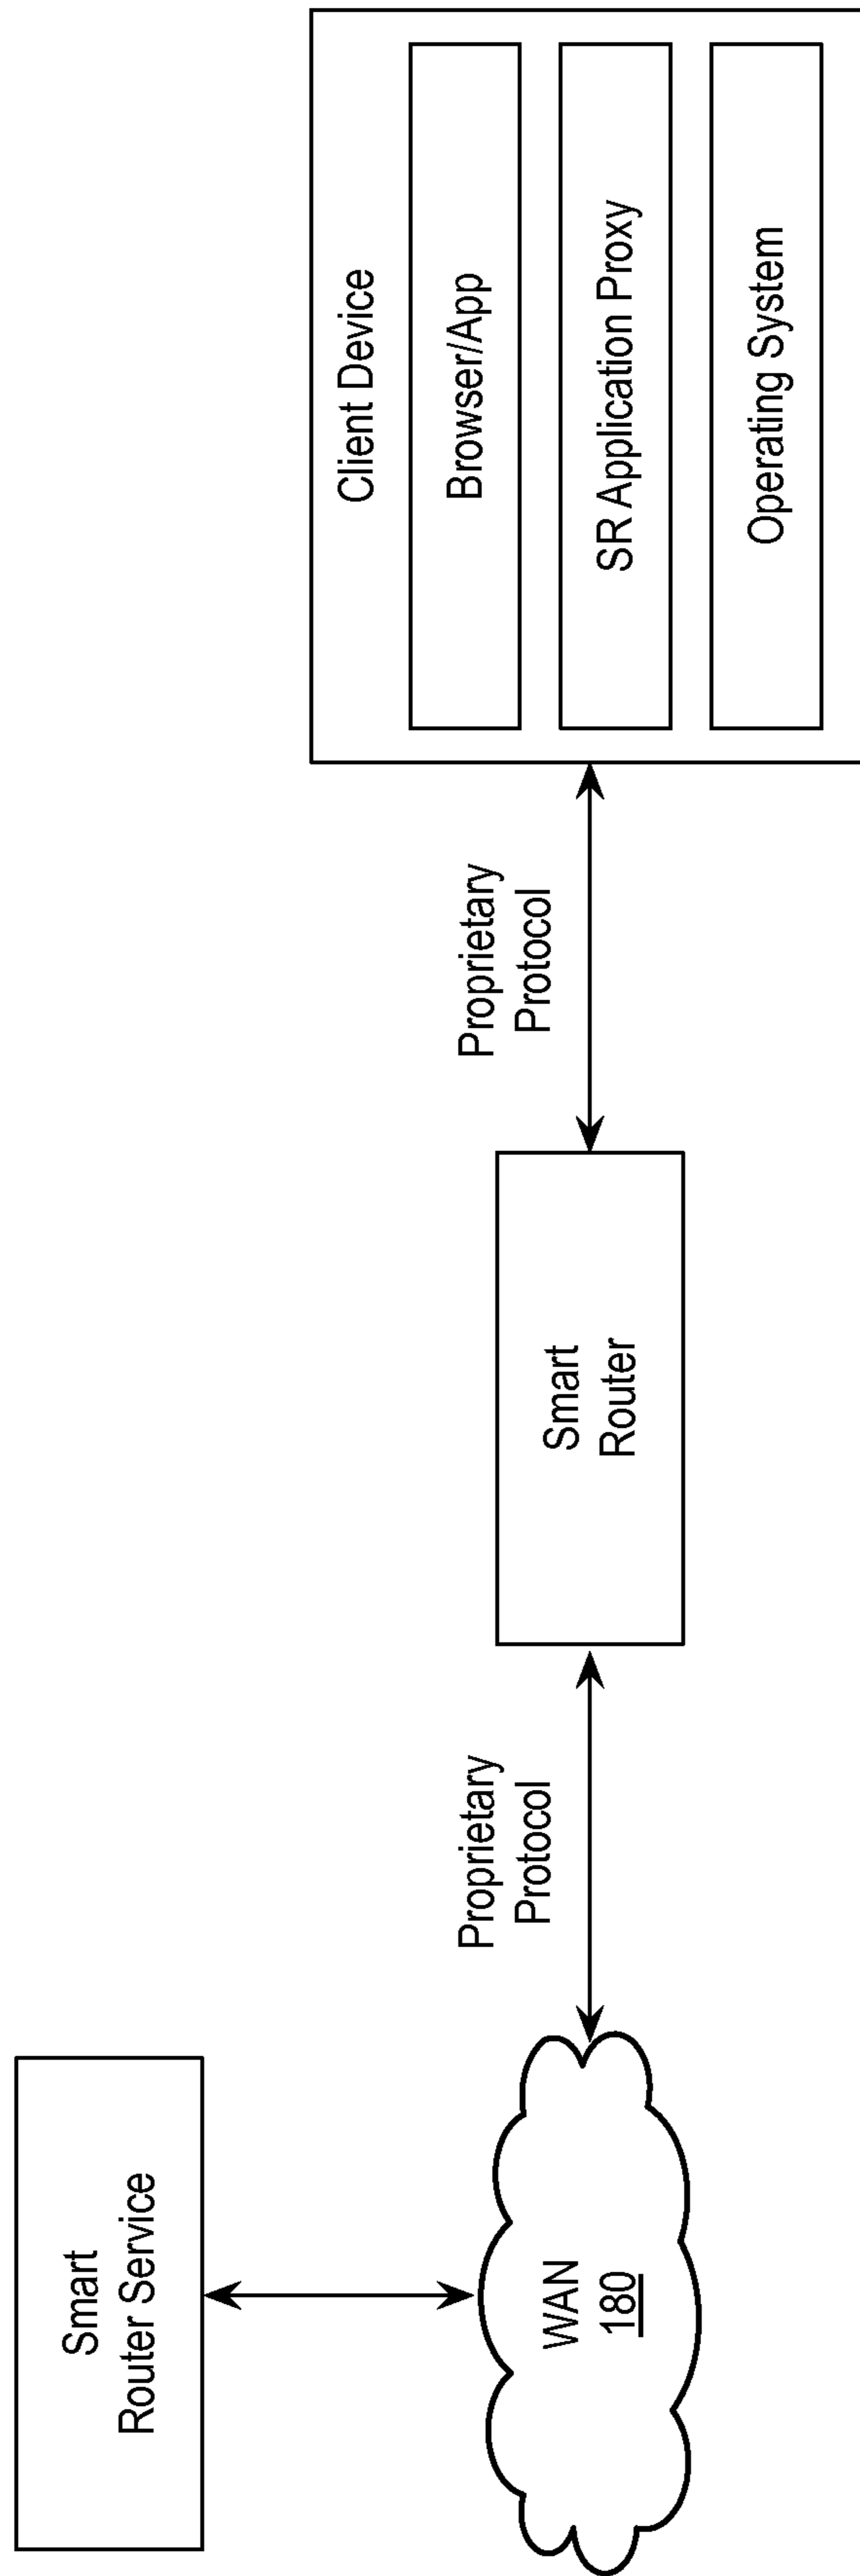 Smart
Router Service
WAN
180
Proprietary
Protocol
Smart
Router
Proprietary
Protocol
Client Device
Browser/App
SR Application Proxy
Operating System